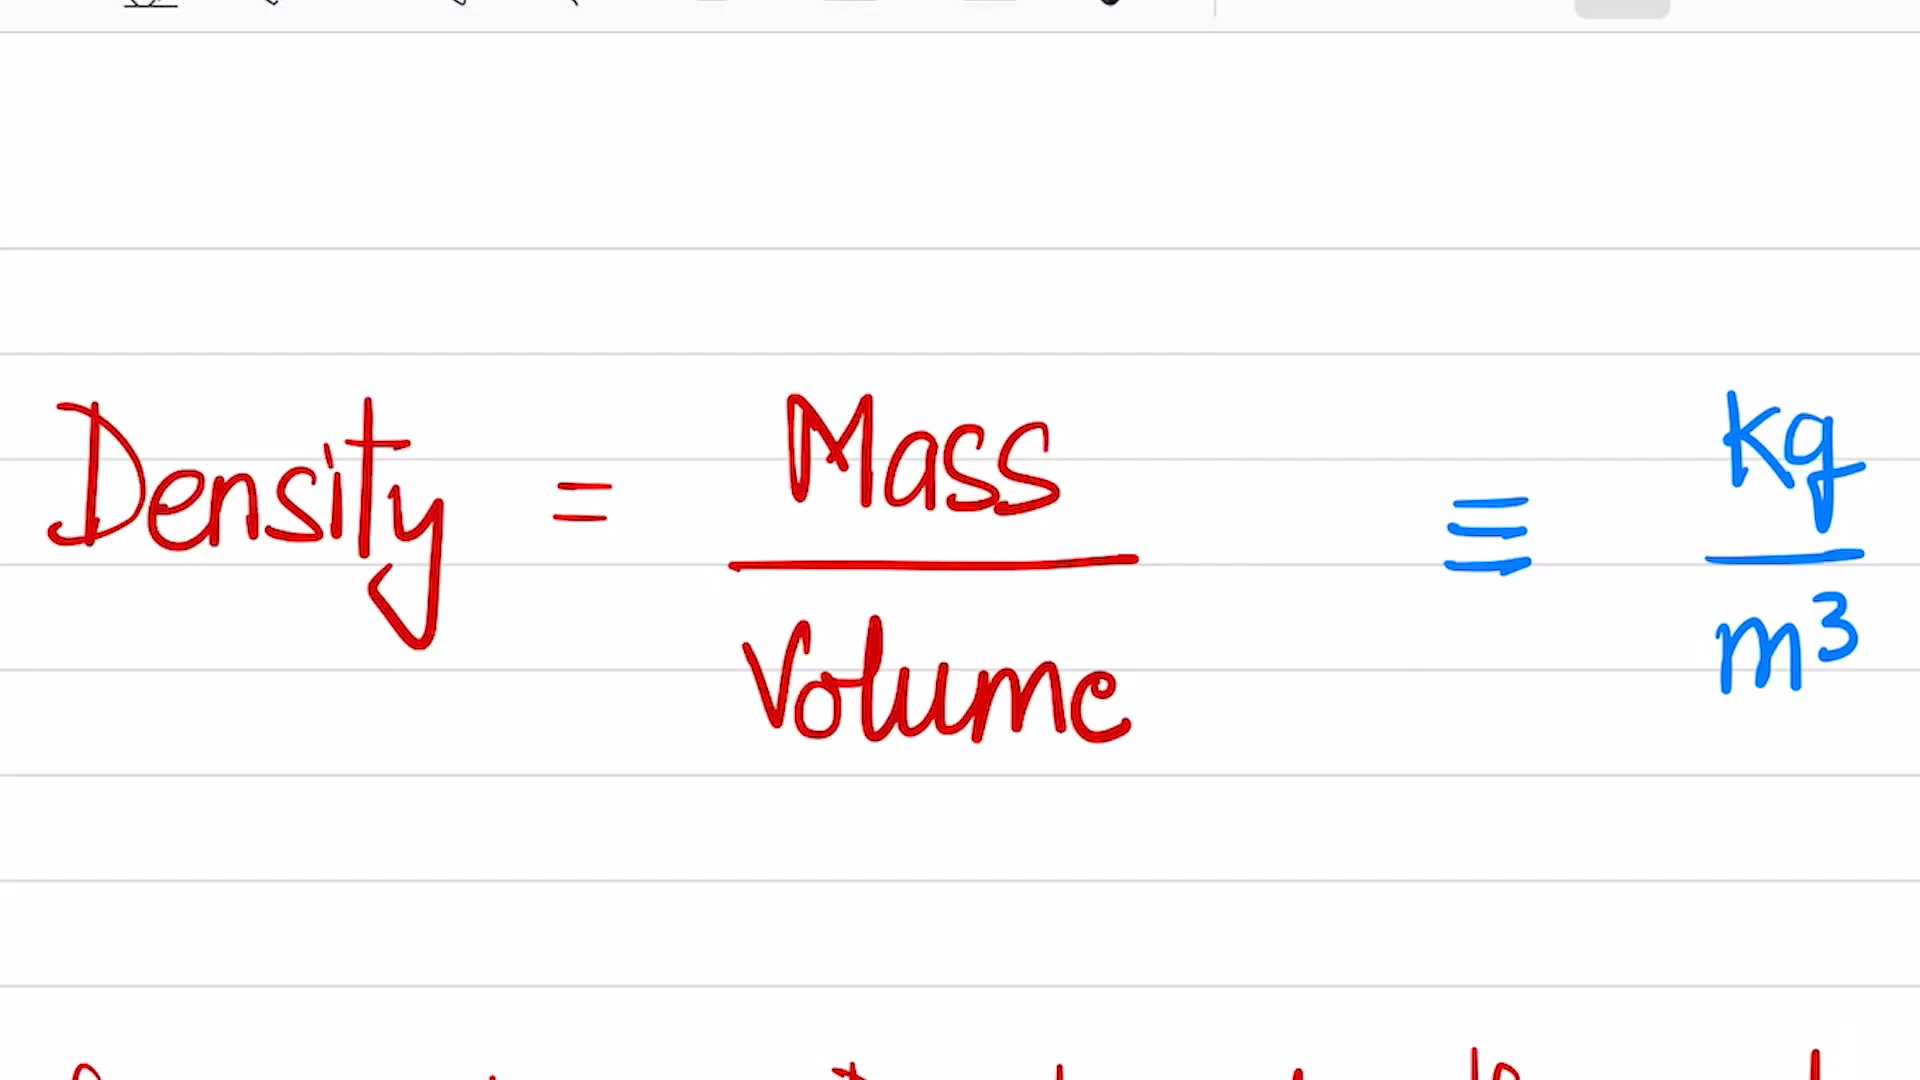 Density = Mass / Volume ≡ kg / m³